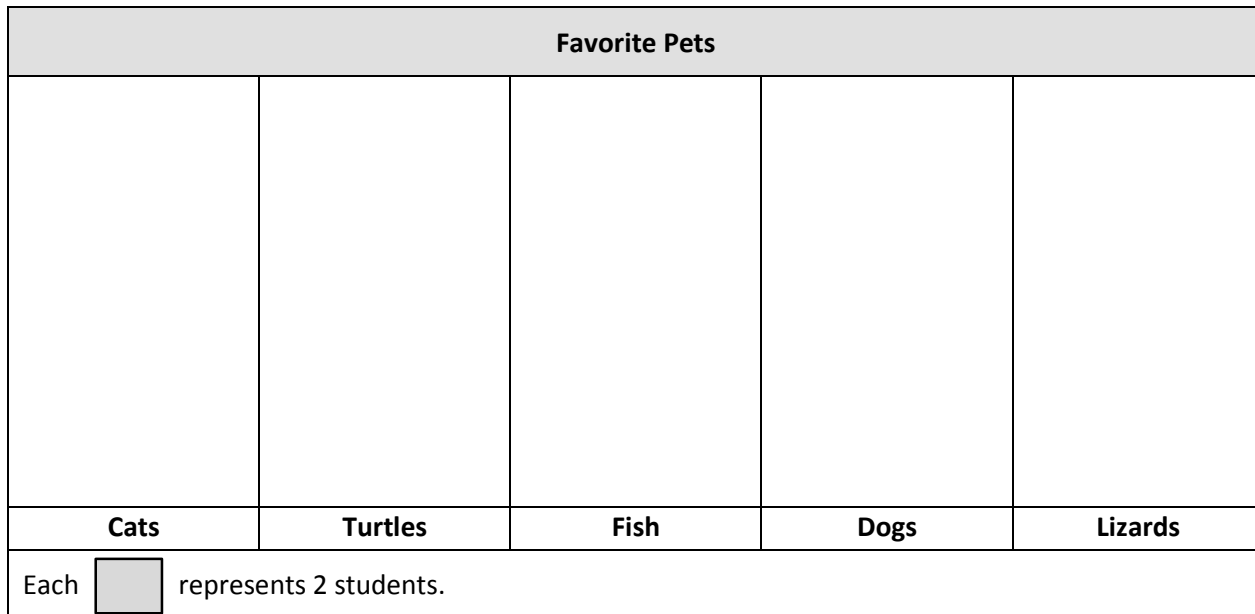 Favorite Pets
Cats Turtles Fish Dogs Lizards
Each represents 2 students.